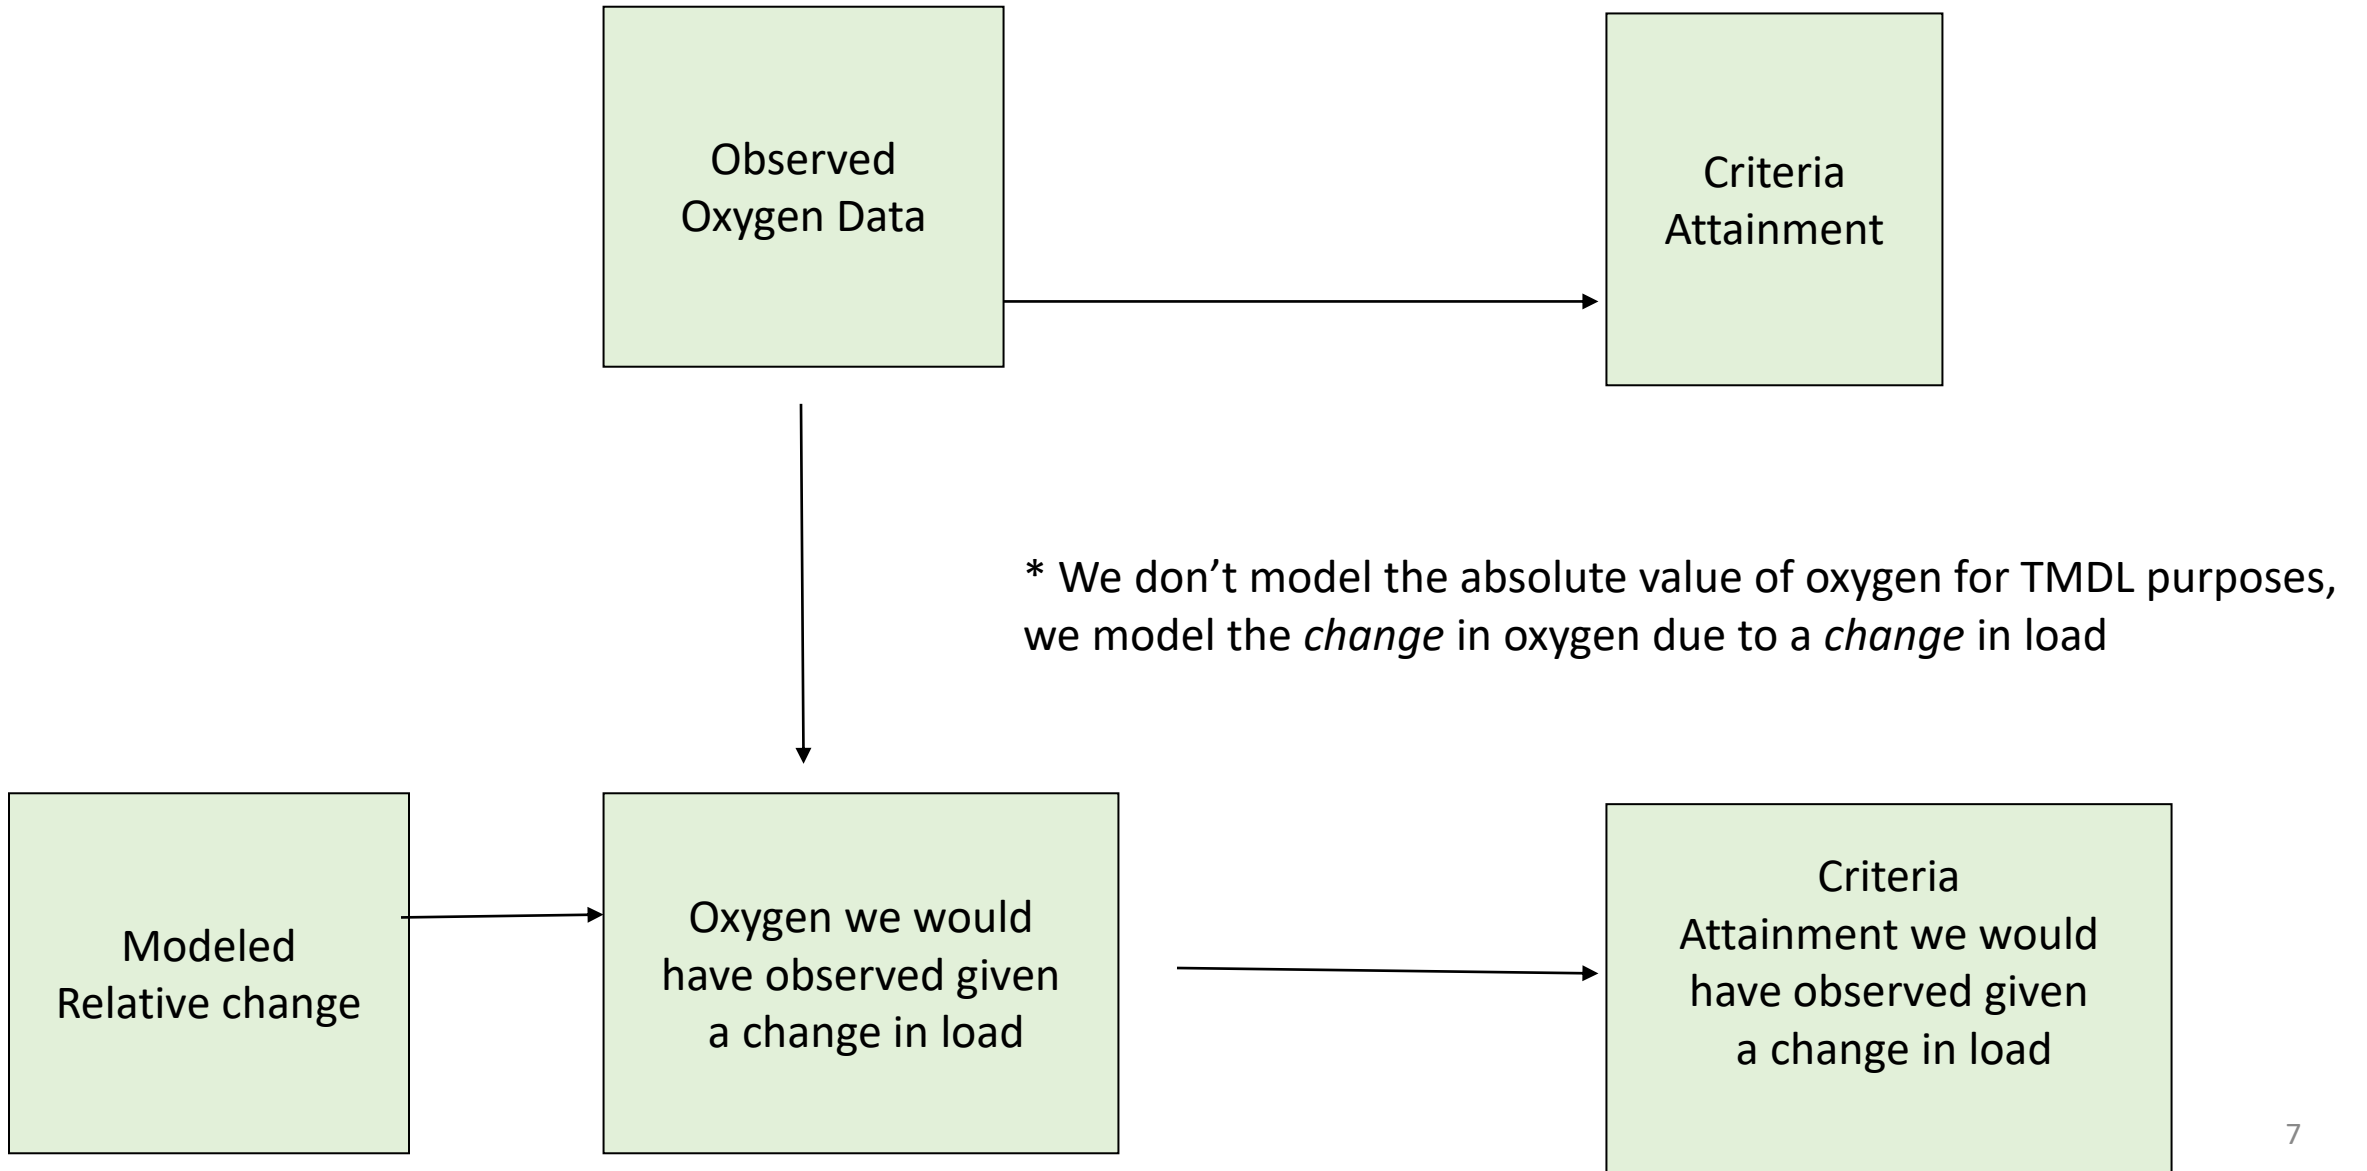 Observed
Oxygen Data
Criteria
Attainment
* We don’t model the absolute value of oxygen for TMDL purposes,
we model the change in oxygen due to a change in load
Modeled
Relative change
Oxygen we would
have observed given
a change in load
Criteria
Attainment we would
have observed given
a change in load
7